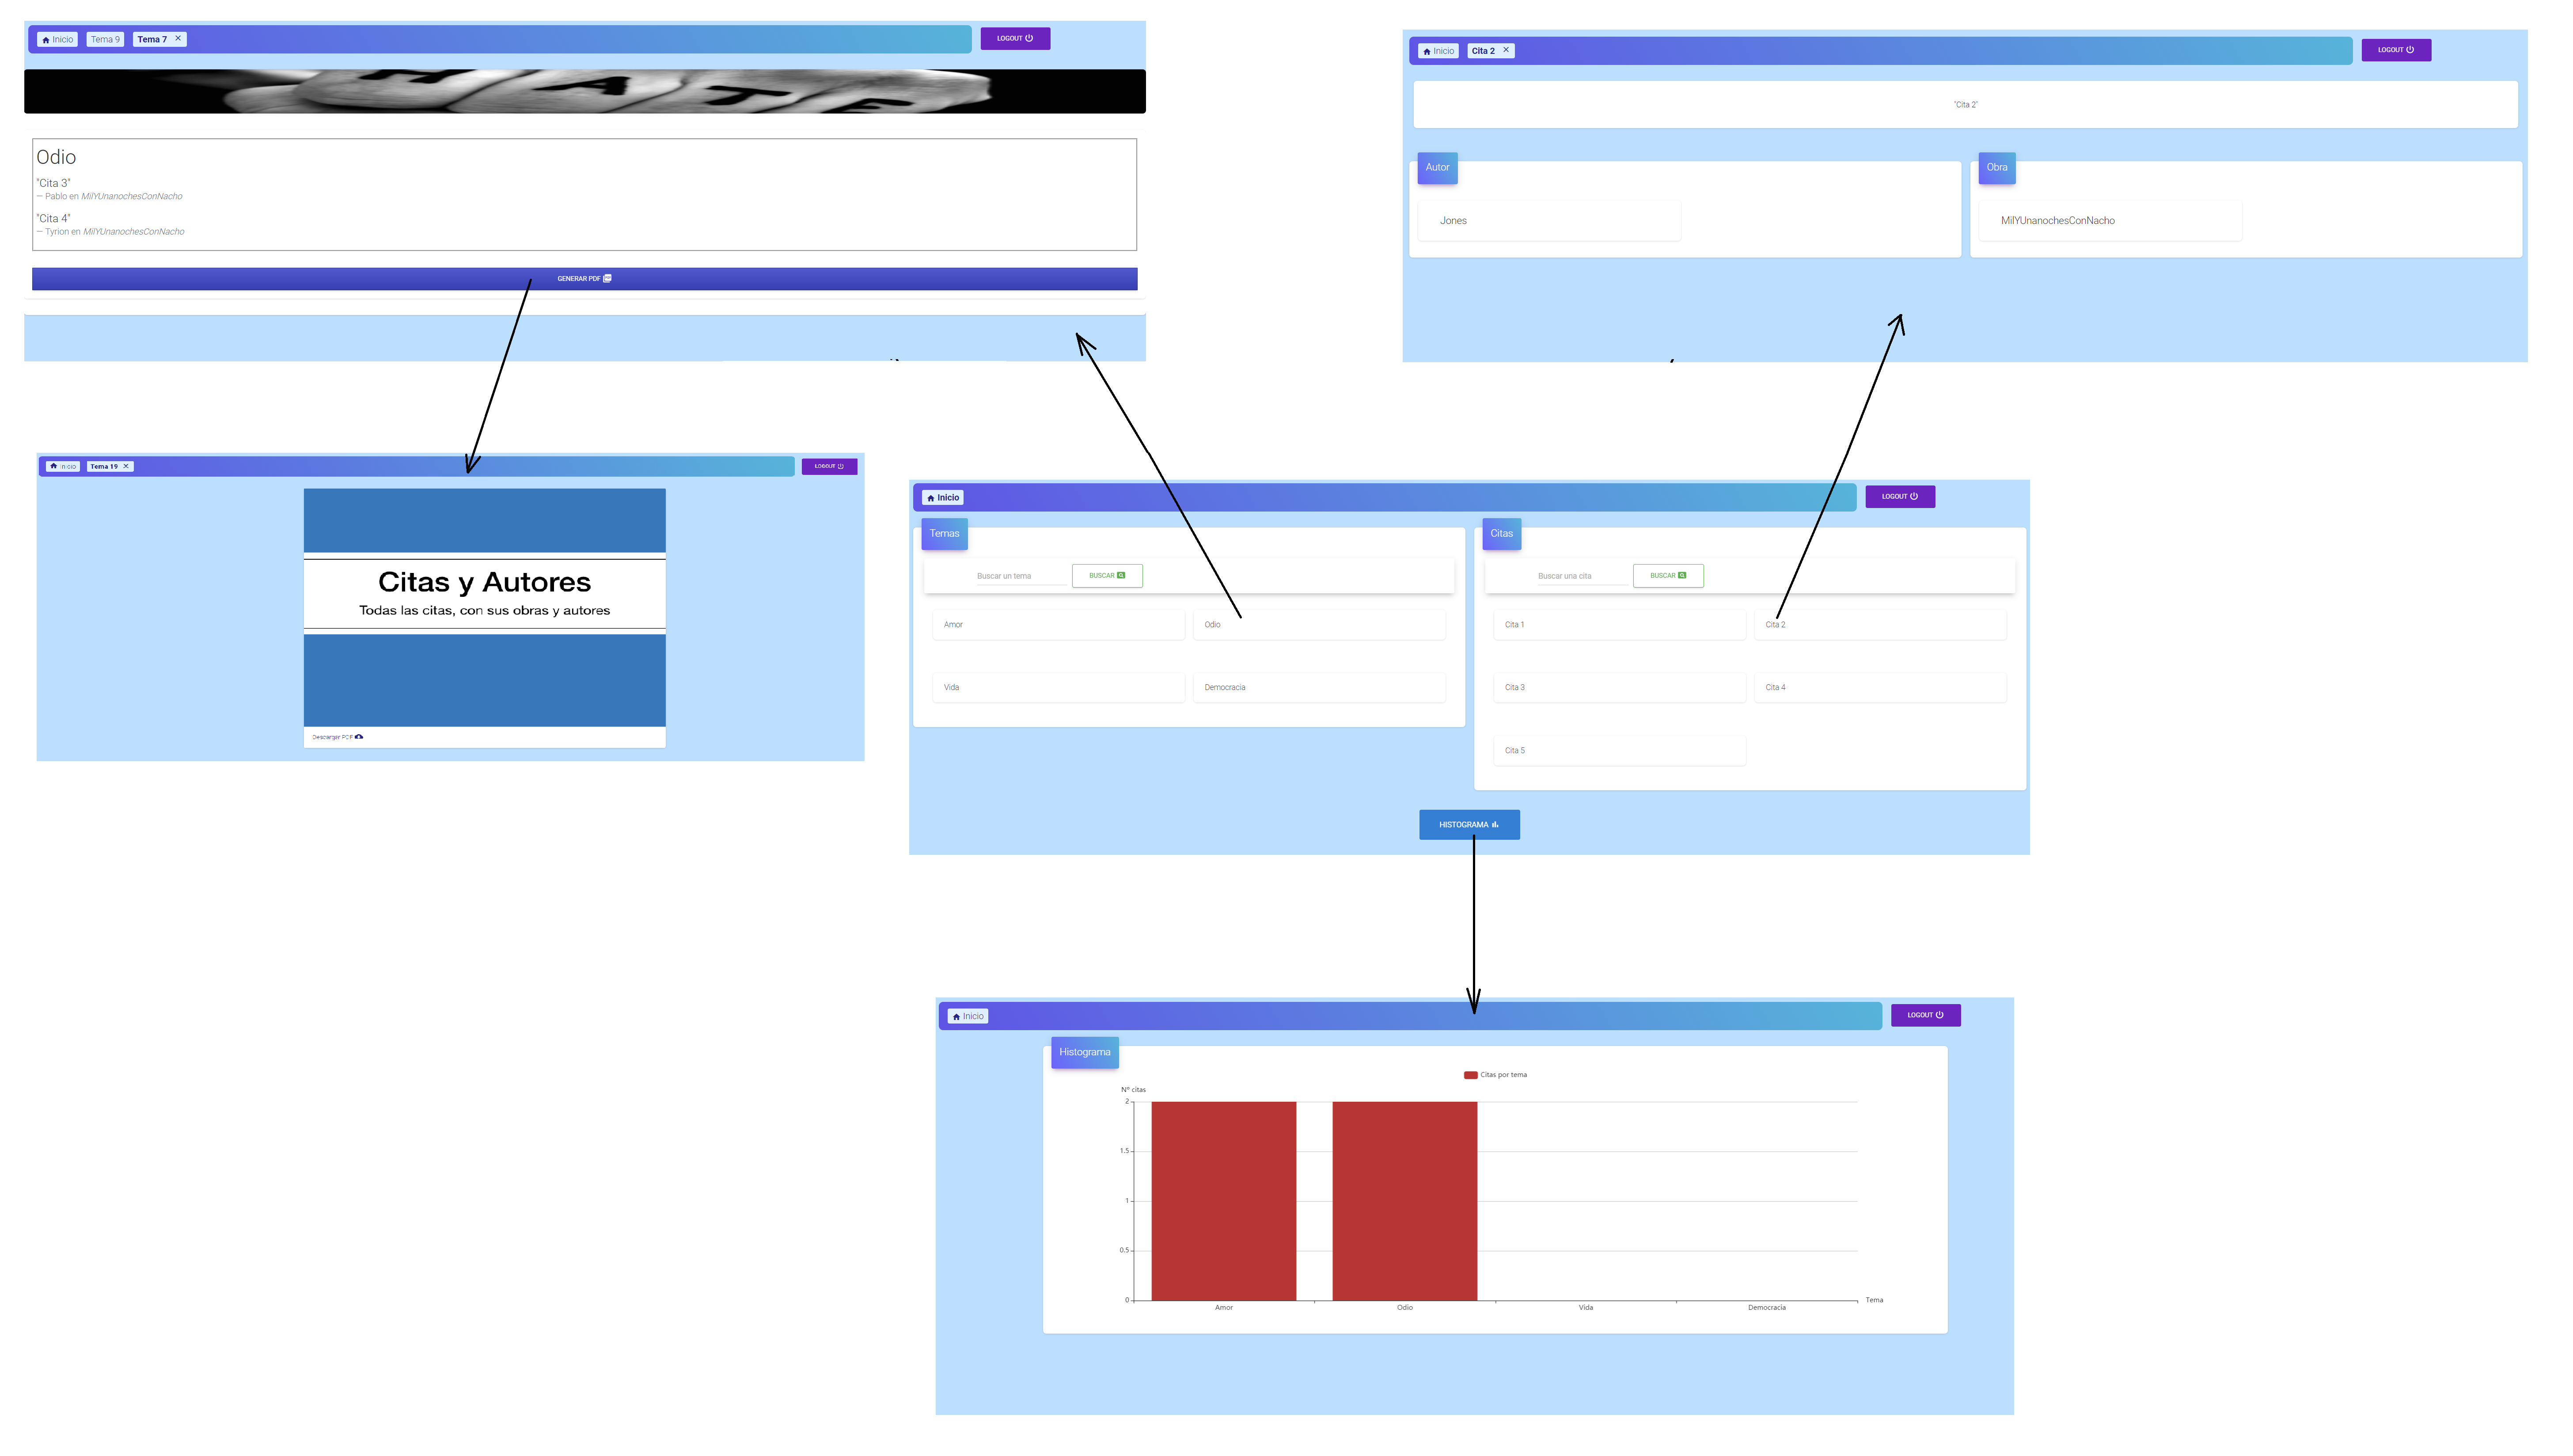 Inicio Tema 9 Tema 7 LOGOUT
HATE
Odio
"Cita 3"
— Pablo en MilYUnanochesConNacho
"Cita 4"
— Tyrion en MilYUnanochesConNacho
GENERAR PDF
Inicio Cita 2 LOGOUT
"Cita 2"
Autor
Jones
Obra
MilYUnanochesConNacho
Inicio Tema 19 LOGOUT
Citas y Autores
Todas las citas, con sus obras y autores
Descargar PDF
Inicio LOGOUT
Temas
Buscar un tema BUSCAR
Amor Odio
Vida Democracia
Citas
Buscar una cita BUSCAR
Cita 1 Cita 2
Cita 3 Cita 4
Cita 5
HISTOGRAMA
Inicio LOGOUT
Histograma
Citas por tema
Nº citas
2
1.5
1
0.5
0
Amor Odio Vida Democracia
Tema